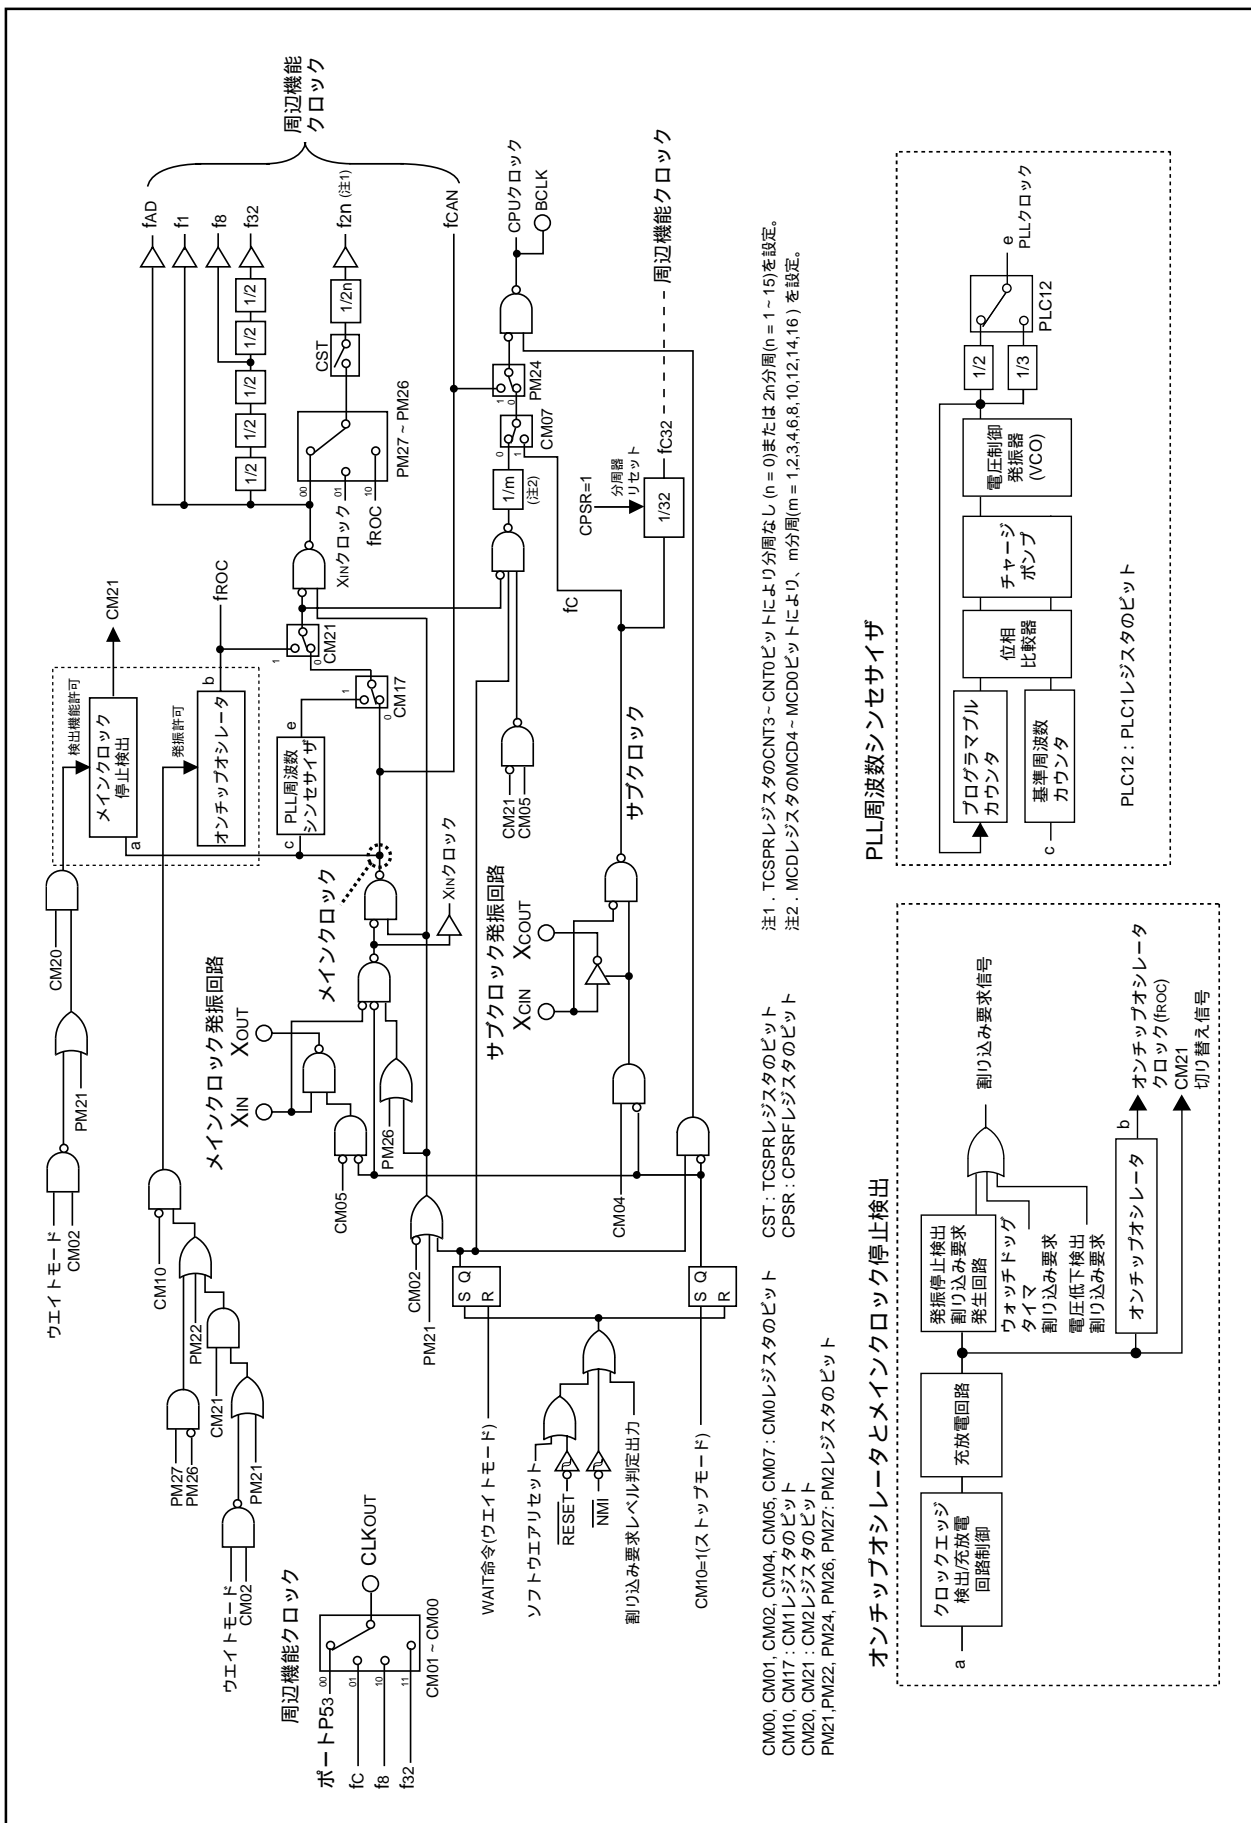 周辺機能
クロック
fAD
f1
f8
f32
f2n (注1)
fCAN
CPUクロック
BCLK
1/2
1/2
1/2
1/2
1/2
CST
1/2n
PM27～PM26
00
01
10
XINクロック
fROC
CM21
fROC
検出機能許可
メインクロック
停止検出
a
発振許可
オンチップオシレータ
b
CM21
1
0
CM17
1
0
PLL周波数
シンセサイザ
c
e
PM24
1
0
CM07
0
1
1/m
(注2)
CPSR=1
分周器
リセット
1/32
fC32
周辺機能クロック
fC
CM21
CM05
サブクロック
メインクロック
XINクロック
サブクロック発振回路
XCIN
XCOUT
メインクロック発振回路
XIN
XOUT
CM20
PM21
ウエイトモード
CM02
CM10
PM22
PM27
PM26
CM21
PM21
ウエイトモード
CM02
CM05
PM26
CM02
PM21
CM04
S Q
R
S Q
R
WAIT命令(ウエイトモード)
ソフトウエアリセット
RESET
NMI
割り込み要求レベル判定出力
CM10=1(ストップモード)
周辺機能クロック
ポートP53
fC
f8
f32
00
01
10
11
CM01～CM00
CLKOUT
注1．TCSPRレジスタのCNT3～CNT0ビットにより分周なし(n = 0)または2n分周(n = 1～15)を設定。
注2．MCDレジスタのMCD4～MCD0ビットにより、m分周(m = 1,2,3,4,6,8,10,12,14,16 ) を設定。
CM00, CM01, CM02, CM04, CM05, CM07 : CM0レジスタのビット
CM10, CM17 : CM1レジスタのビット
CM20, CM21 : CM2レジスタのビット
PM21,PM22, PM24, PM26, PM27: PM2レジスタのビット
CST : TCSPRレジスタのビット
CPSR : CPSRFレジスタのビット
オンチップオシレータとメインクロック停止検出
a
クロックエッジ
検出/充放電
回路制御
充放電回路
発振停止検出
割り込み要求
発生回路
ウォッチドッグ
タイマ
割り込み要求
電圧低下検出
割り込み要求
オンチップオシレータ
b
割り込み要求信号
オンチップオシレータ
クロック(fROC)
CM21
切り替え信号
PLL周波数シンセサイザ
c
プログラマブル
カウンタ
基準周波数
カウンタ
位相
比較器
チャージ
ポンプ
電圧制御
発振器
(VCO)
1/2
1/3
PLC12
e
PLLクロック
PLC12 : PLC1レジスタのビット